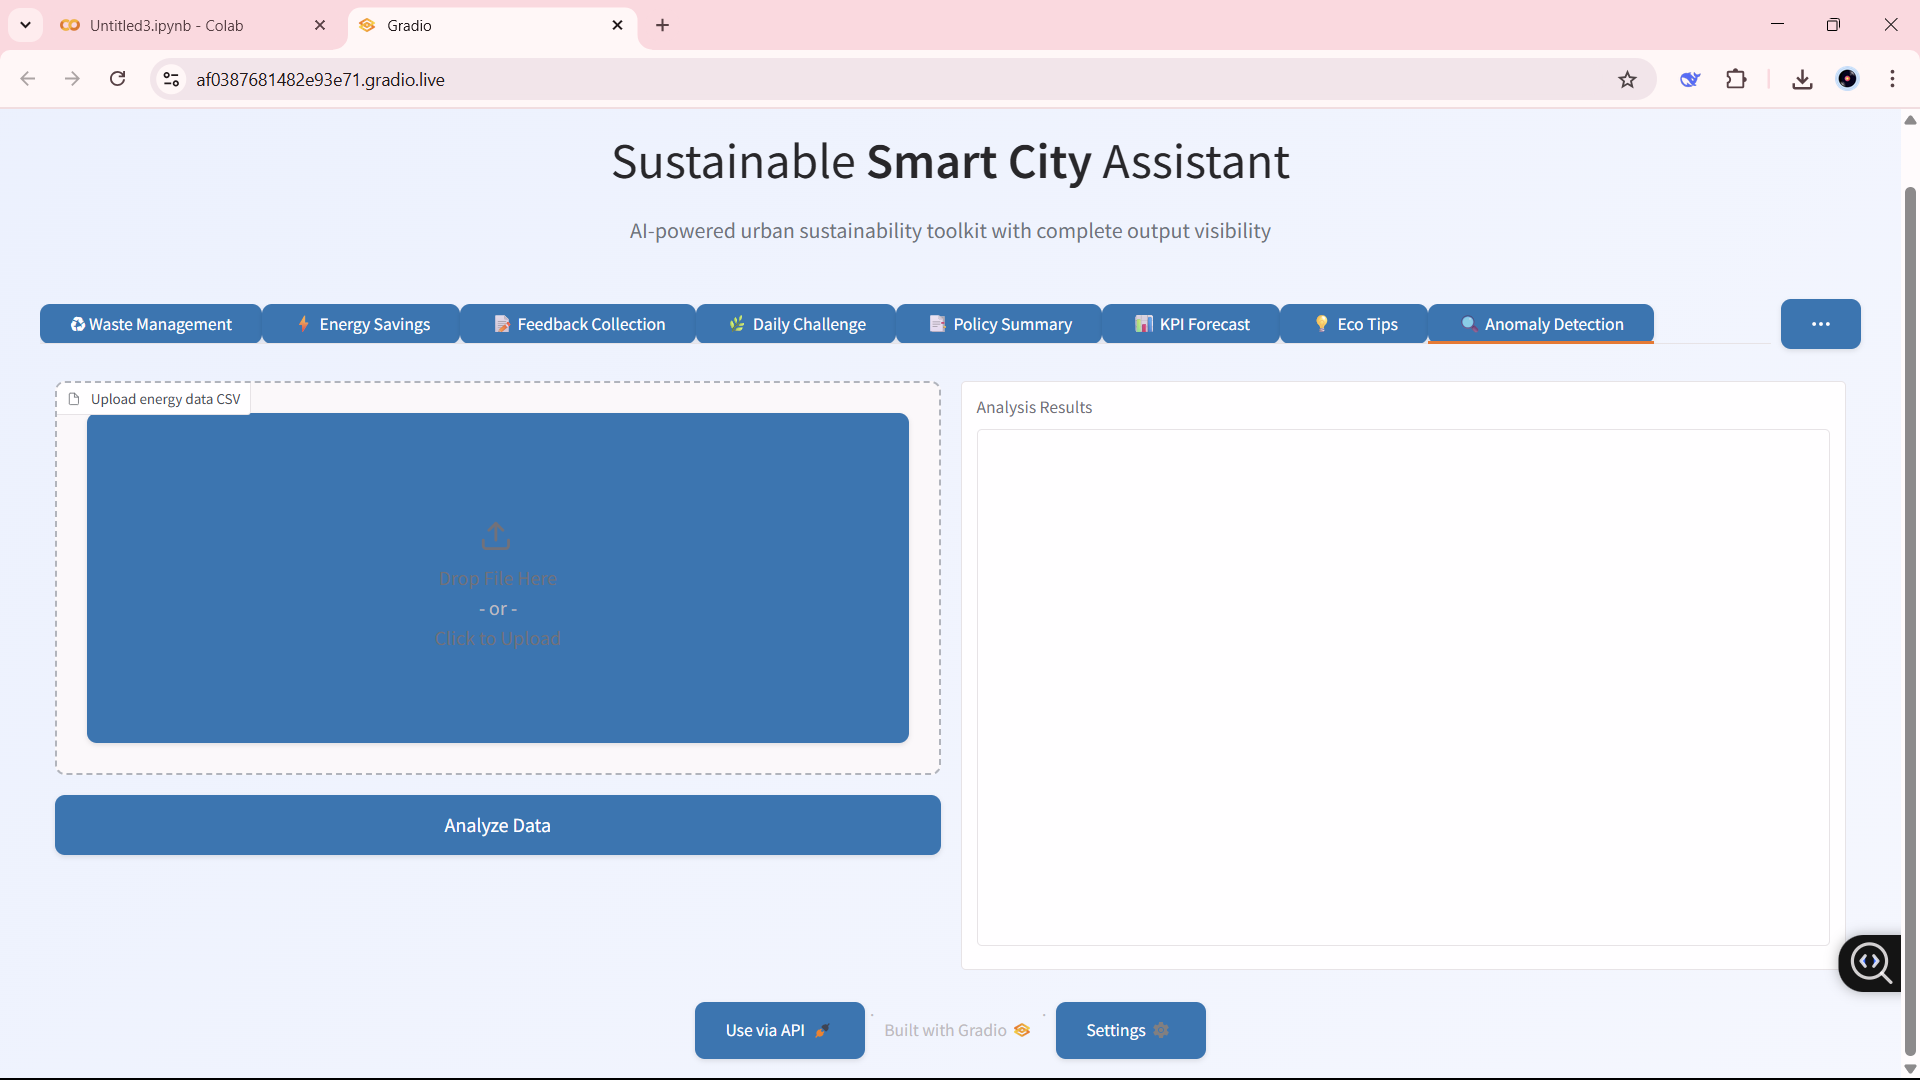 Untitled3.ipynb - Colab
Gradio
af0387681482e93e71.gradio.live
Sustainable Smart City Assistant
AI-powered urban sustainability toolkit with complete output visibility
Waste Management
Energy Savings
Feedback Collection
Daily Challenge
Policy Summary
KPI Forecast
Eco Tips
Anomaly Detection
Upload energy data CSV
Drop File Here
- or -
Click to Upload
Analyze Data
Analysis Results
Use via API
Built with Gradio
Settings